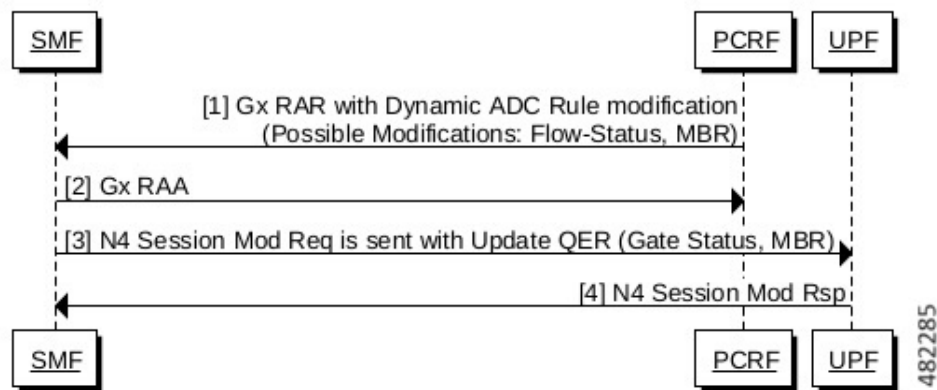 SMF
PCRF
UPF
[1] Gx RAR with Dynamic ADC Rule modification
(Possible Modifications: Flow-Status, MBR)
[2] Gx RAA
[3] N4 Session Mod Req is sent with Update QER (Gate Status, MBR)
[4] N4 Session Mod Rsp
SMF
PCRF
UPF
482285